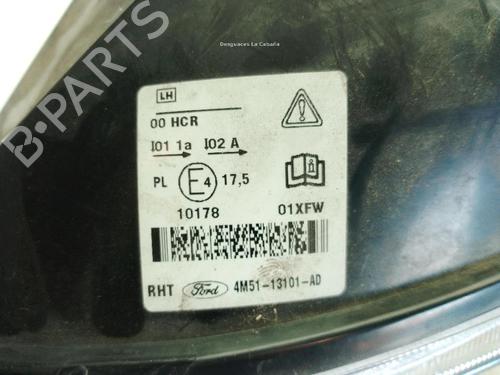 Desguaces La Cabaña
B-PARTS
LH
00 HCR
I01 1a I02 A
PL E4 17,5
10178 01XFW
RHT Ford 4M51-13101-AD